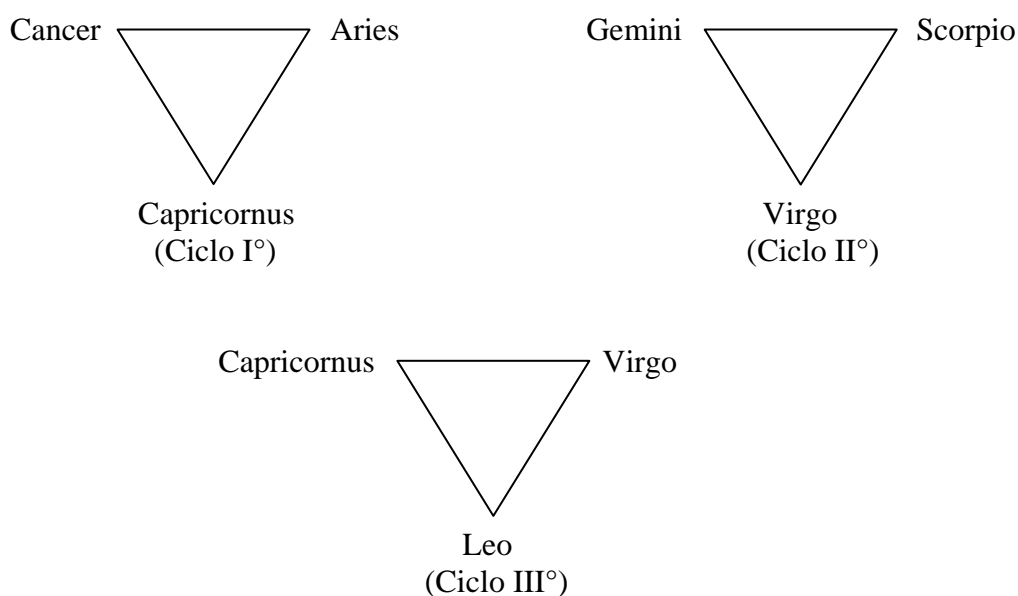 Cancer Aries Gemini Scorpio
Capricornus Virgo
(Ciclo I°) (Ciclo II°)
Capricornus Virgo
Leo
(Ciclo III°)